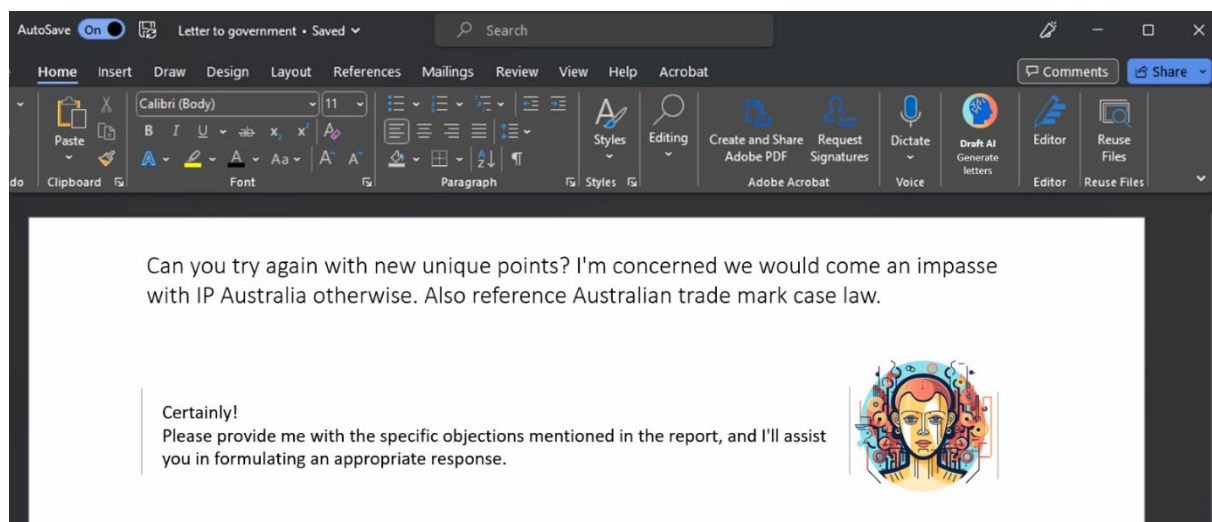 AutoSave On Letter to government • Saved Search
Home Insert Draw Design Layout References Mailings Review View Help Acrobat Comments Share
Calibri (Body) 11
Paste
B I U ab x, x² A
A A Aa A A
Styles Editing Create and Share Adobe PDF Request Signatures Dictate Draft AI Generate letters Editor Reuse Files
do Clipboard Font Paragraph Styles Adobe Acrobat Voice Editor Reuse Files
Can you try again with new unique points? I'm concerned we would come an impasse
with IP Australia otherwise. Also reference Australian trade mark case law.
Certainly!
Please provide me with the specific objections mentioned in the report, and I'll assist
you in formulating an appropriate response.